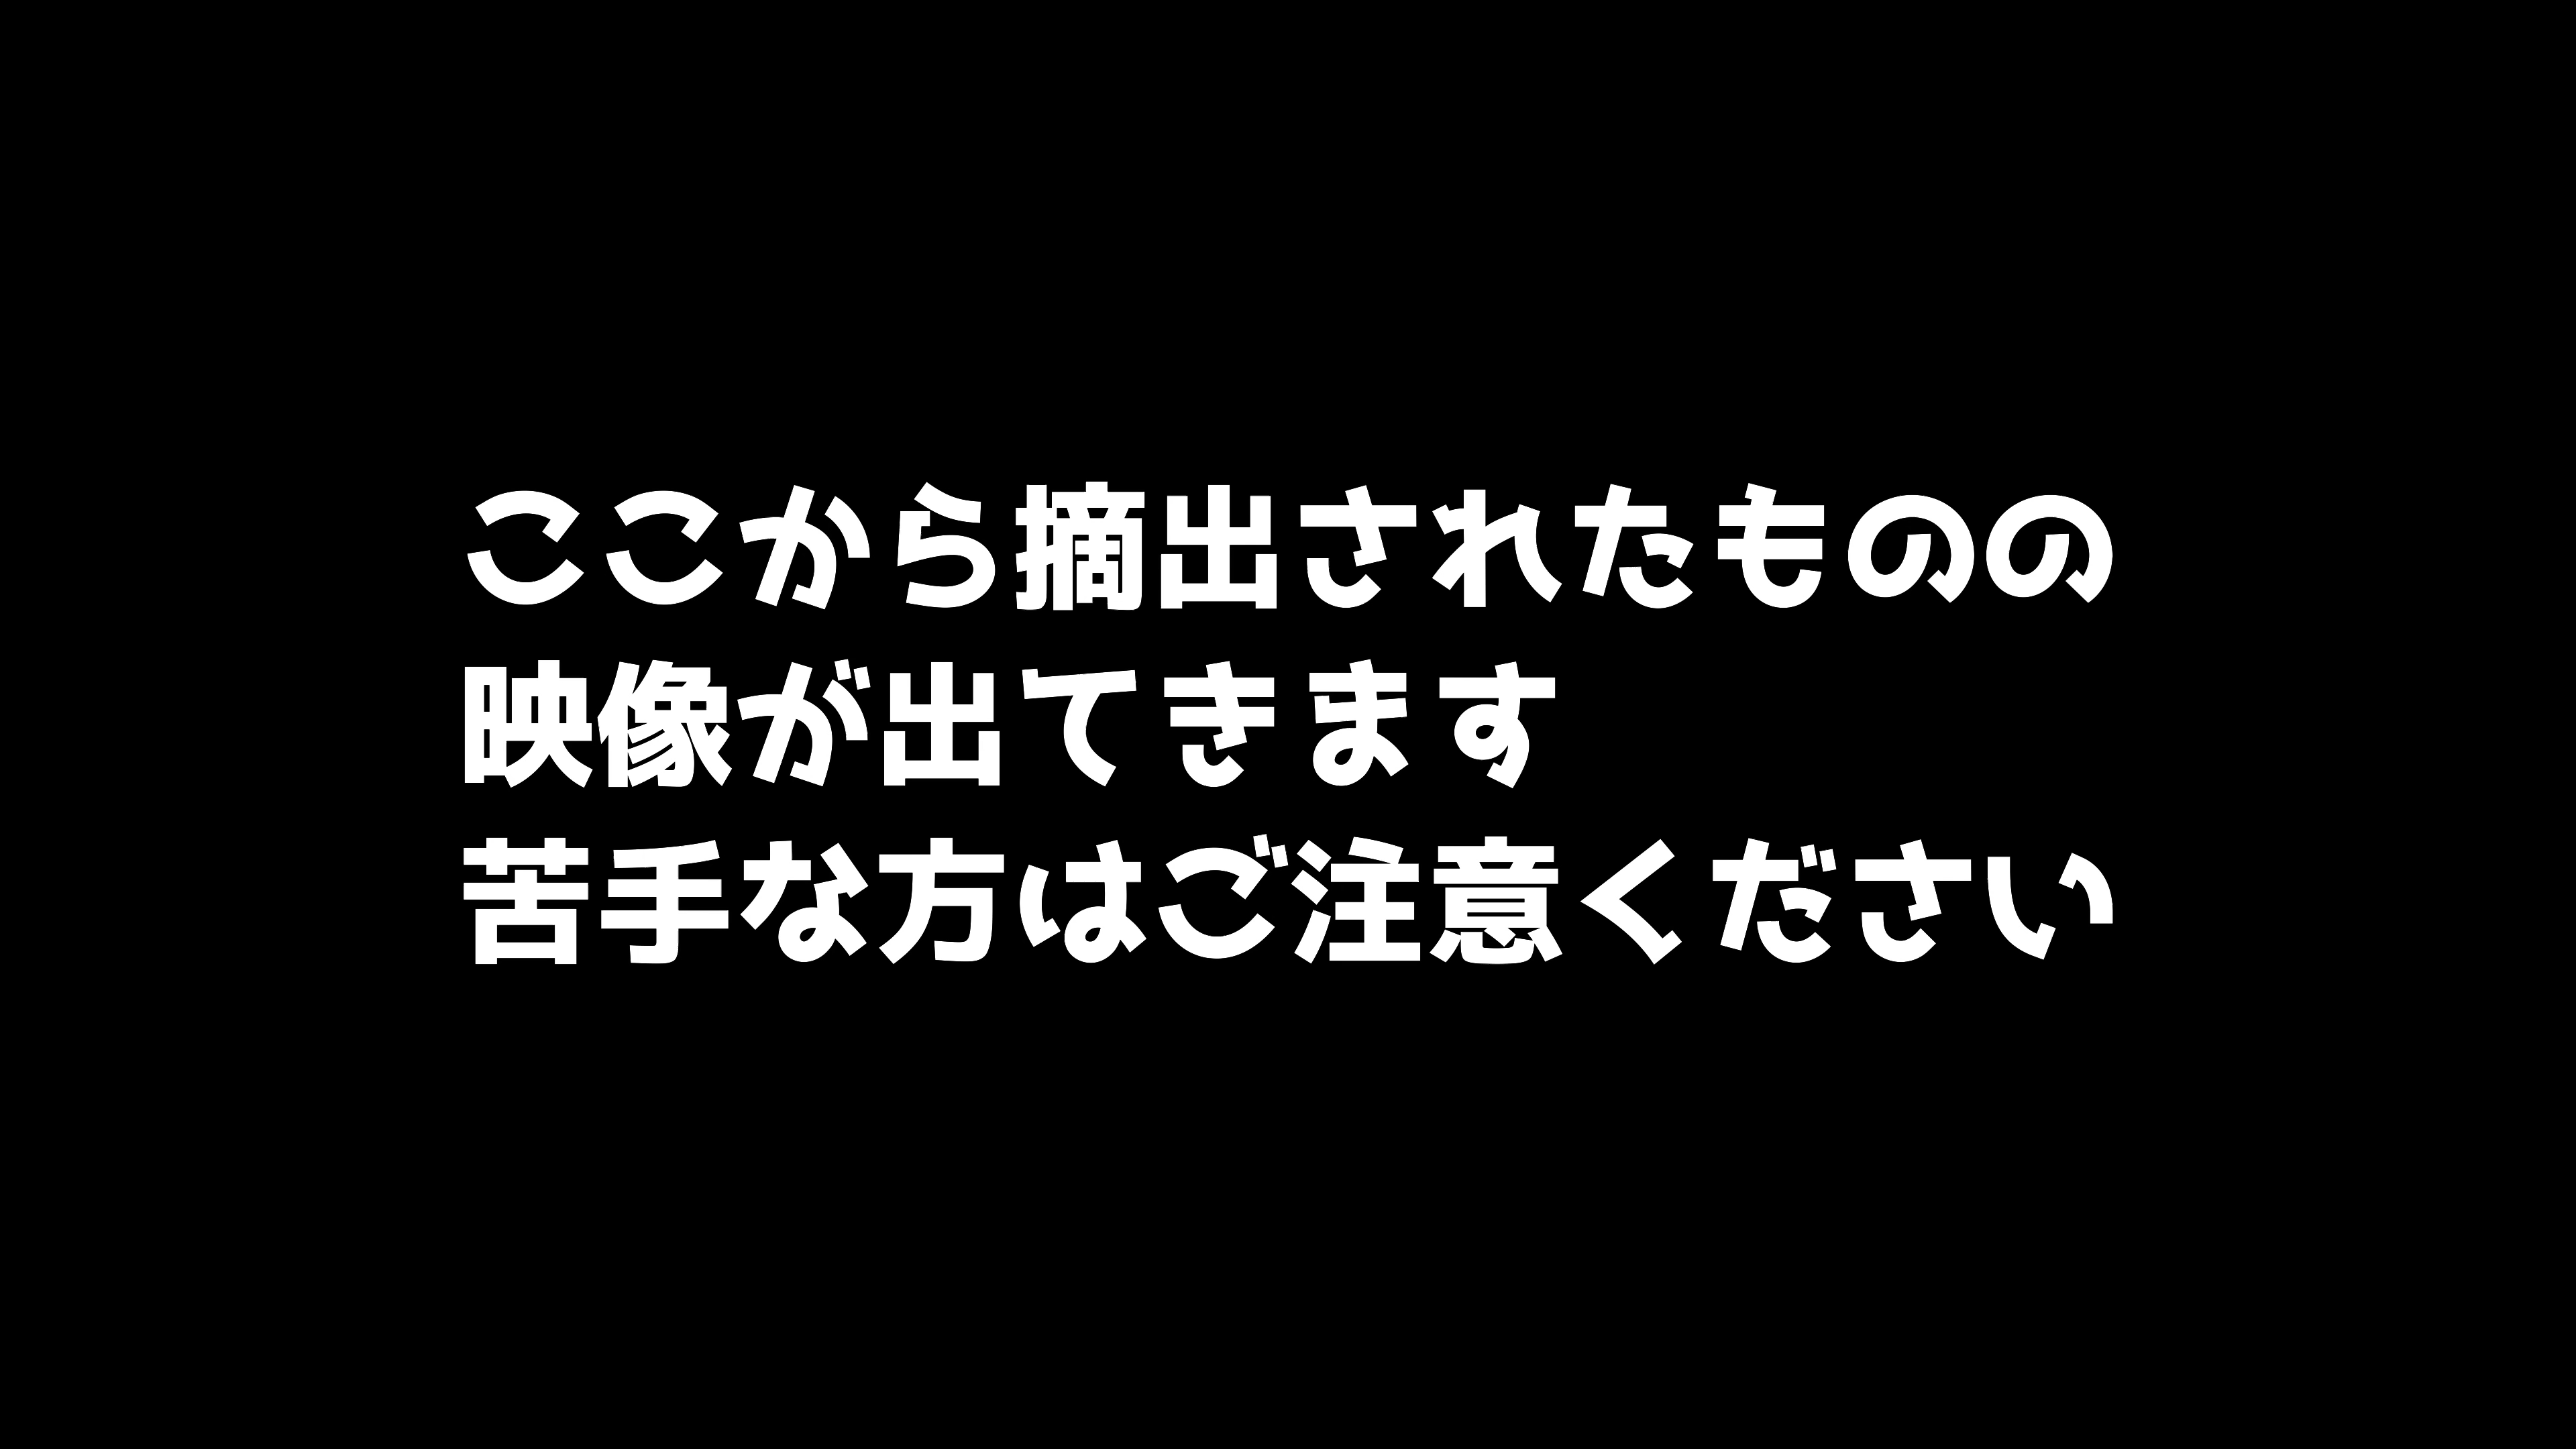 ここから摘出されたものの
映像が出てきます
苦手な方はご注意ください